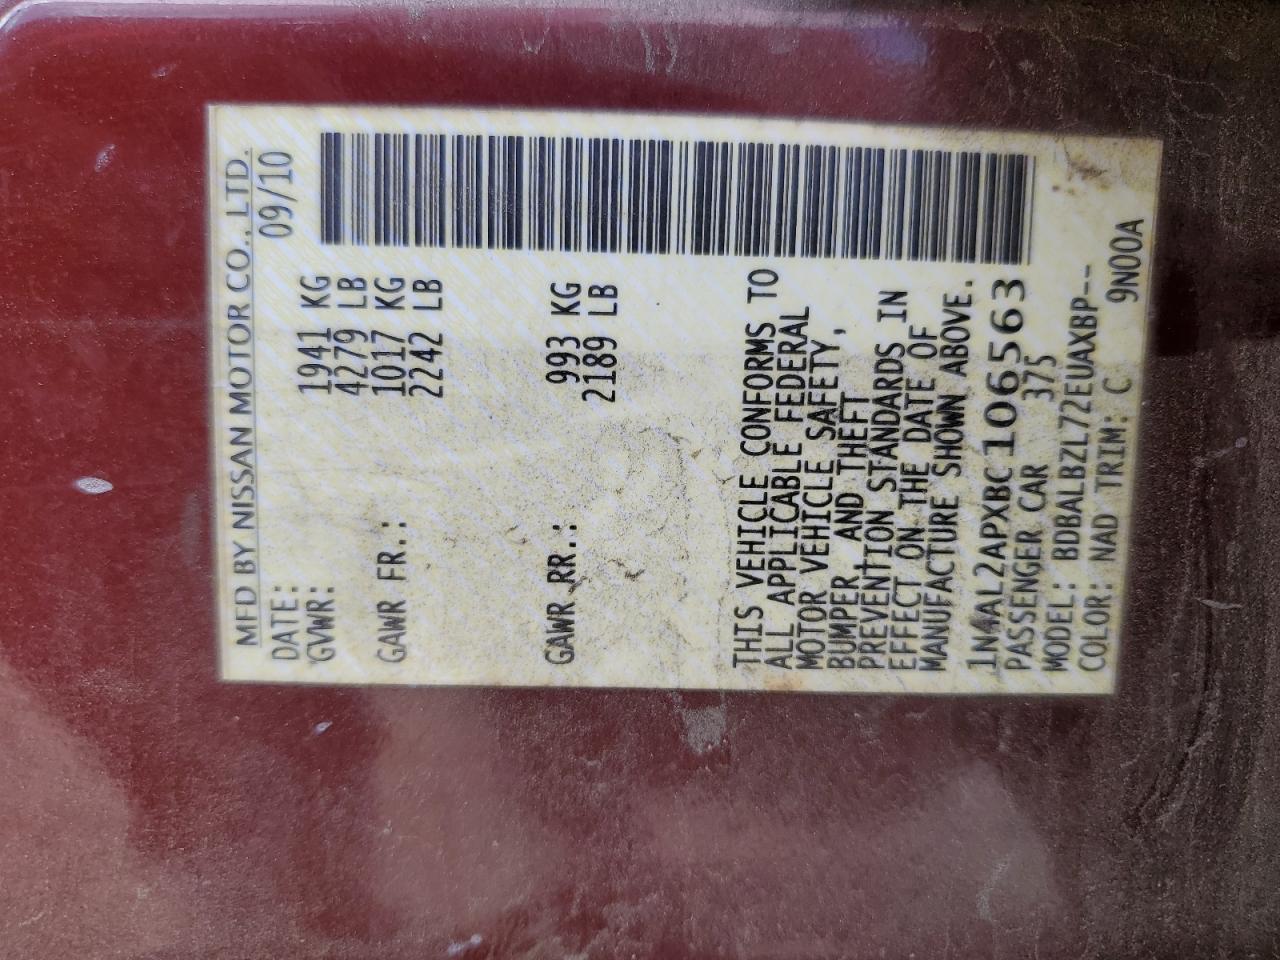 MFD BY NISSAN MOTOR CO., LTD.
DATE: 09/10
GVWR: 1941 KG
4279 LB
GAWR FR.: 1017 KG
2242 LB
GAWR RR.: 993 KG
2189 LB
THIS VEHICLE CONFORMS TO
ALL APPLICABLE FEDERAL
MOTOR VEHICLE SAFETY,
BUMPER, AND THEFT
PREVENTION STANDARDS IN
EFFECT ON THE DATE OF
MANUFACTURE SHOWN ABOVE.
1N4AL2APXBC106563
PASSENGER CAR 375
MODEL: BDBALBZL72EUAXBP--
COLOR: NAD TRIM: C 9N00A